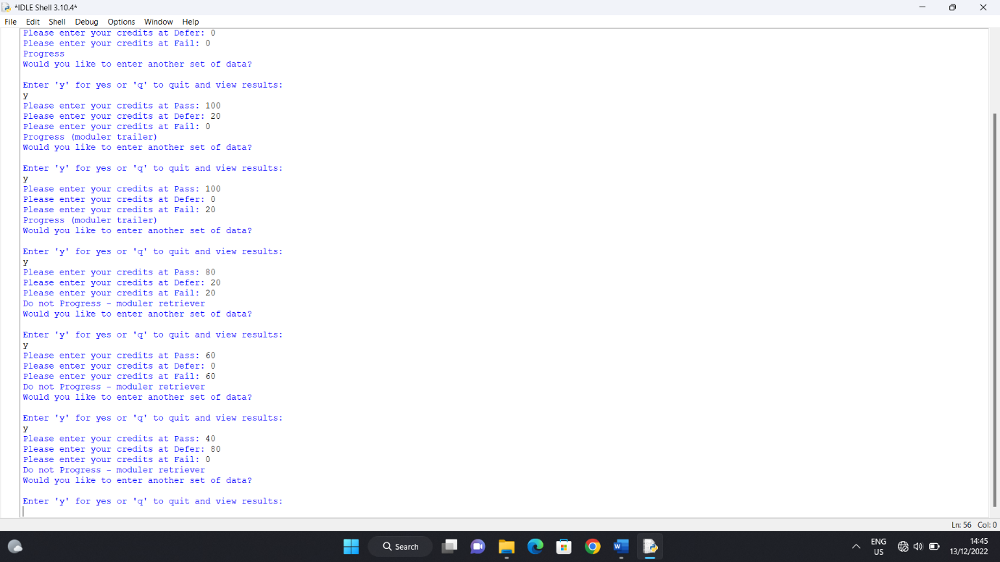 *IDLE Shell 3.10.4*
File Edit Shell Debug Options Window Help
Please enter your credits at Defer: 0
Please enter your credits at Fail: 0
Progress
Would you like to enter another set of data?
Enter 'y' for yes or 'q' to quit and view results:
y
Please enter your credits at Pass: 100
Please enter your credits at Defer: 20
Please enter your credits at Fail: 0
Progress (moduler trailer)
Would you like to enter another set of data?
Enter 'y' for yes or 'q' to quit and view results:
y
Please enter your credits at Pass: 100
Please enter your credits at Defer: 0
Please enter your credits at Fail: 20
Progress (moduler trailer)
Would you like to enter another set of data?
Enter 'y' for yes or 'q' to quit and view results:
y
Please enter your credits at Pass: 80
Please enter your credits at Defer: 20
Please enter your credits at Fail: 20
Do not Progress - moduler retriever
Would you like to enter another set of data?
Enter 'y' for yes or 'q' to quit and view results:
y
Please enter your credits at Pass: 60
Please enter your credits at Defer: 0
Please enter your credits at Fail: 60
Do not Progress - moduler retriever
Would you like to enter another set of data?
Enter 'y' for yes or 'q' to quit and view results:
y
Please enter your credits at Pass: 40
Please enter your credits at Defer: 80
Please enter your credits at Fail: 0
Do not Progress - moduler retriever
Would you like to enter another set of data?
Enter 'y' for yes or 'q' to quit and view results:
Ln: 56 Col: 0
Search
ENG
US
14:45
13/12/2022